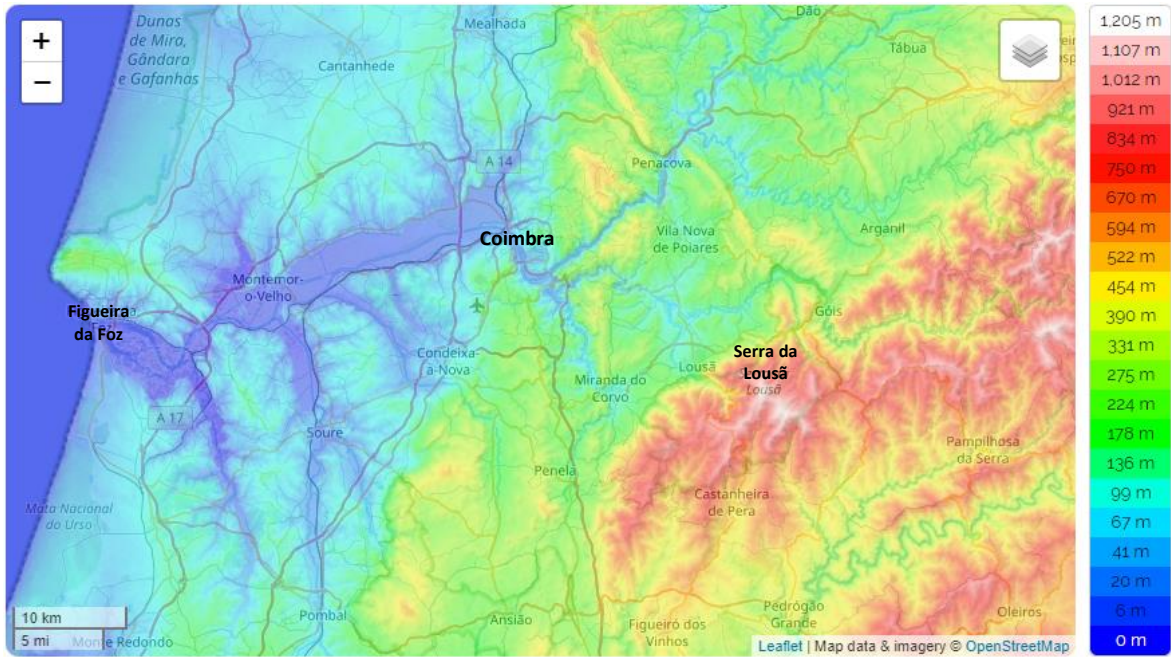 +
−
Dunas
de Mira,
Gândara
e Gafanhas
Mealhada
Cantanhede
Dão
Tábua
A 14
Penacova
Coimbra
Vila Nova
de Poiares
Arganil
Montemor-
o-Velho
Figueira
da Foz
Góis
Condeixa-
a-Nova
Serra da
Lousã
Lousã
Lousã
Miranda do
Corvo
A 17
Soure
Pampilhosa
da Serra
Penela
Castanheira
de Pera
Mata Nacional
do Urso
10 km
5 mi
Pombal
Monte Redondo
Ansião
Figueiró dos
Vinhos
Pedrógão
Grande
Oleiros
Leaflet | Map data & imagery © OpenStreetMap
1,205 m
1,107 m
1,012 m
921 m
834 m
750 m
670 m
594 m
522 m
454 m
390 m
331 m
275 m
224 m
178 m
136 m
99 m
67 m
41 m
20 m
6 m
0 m